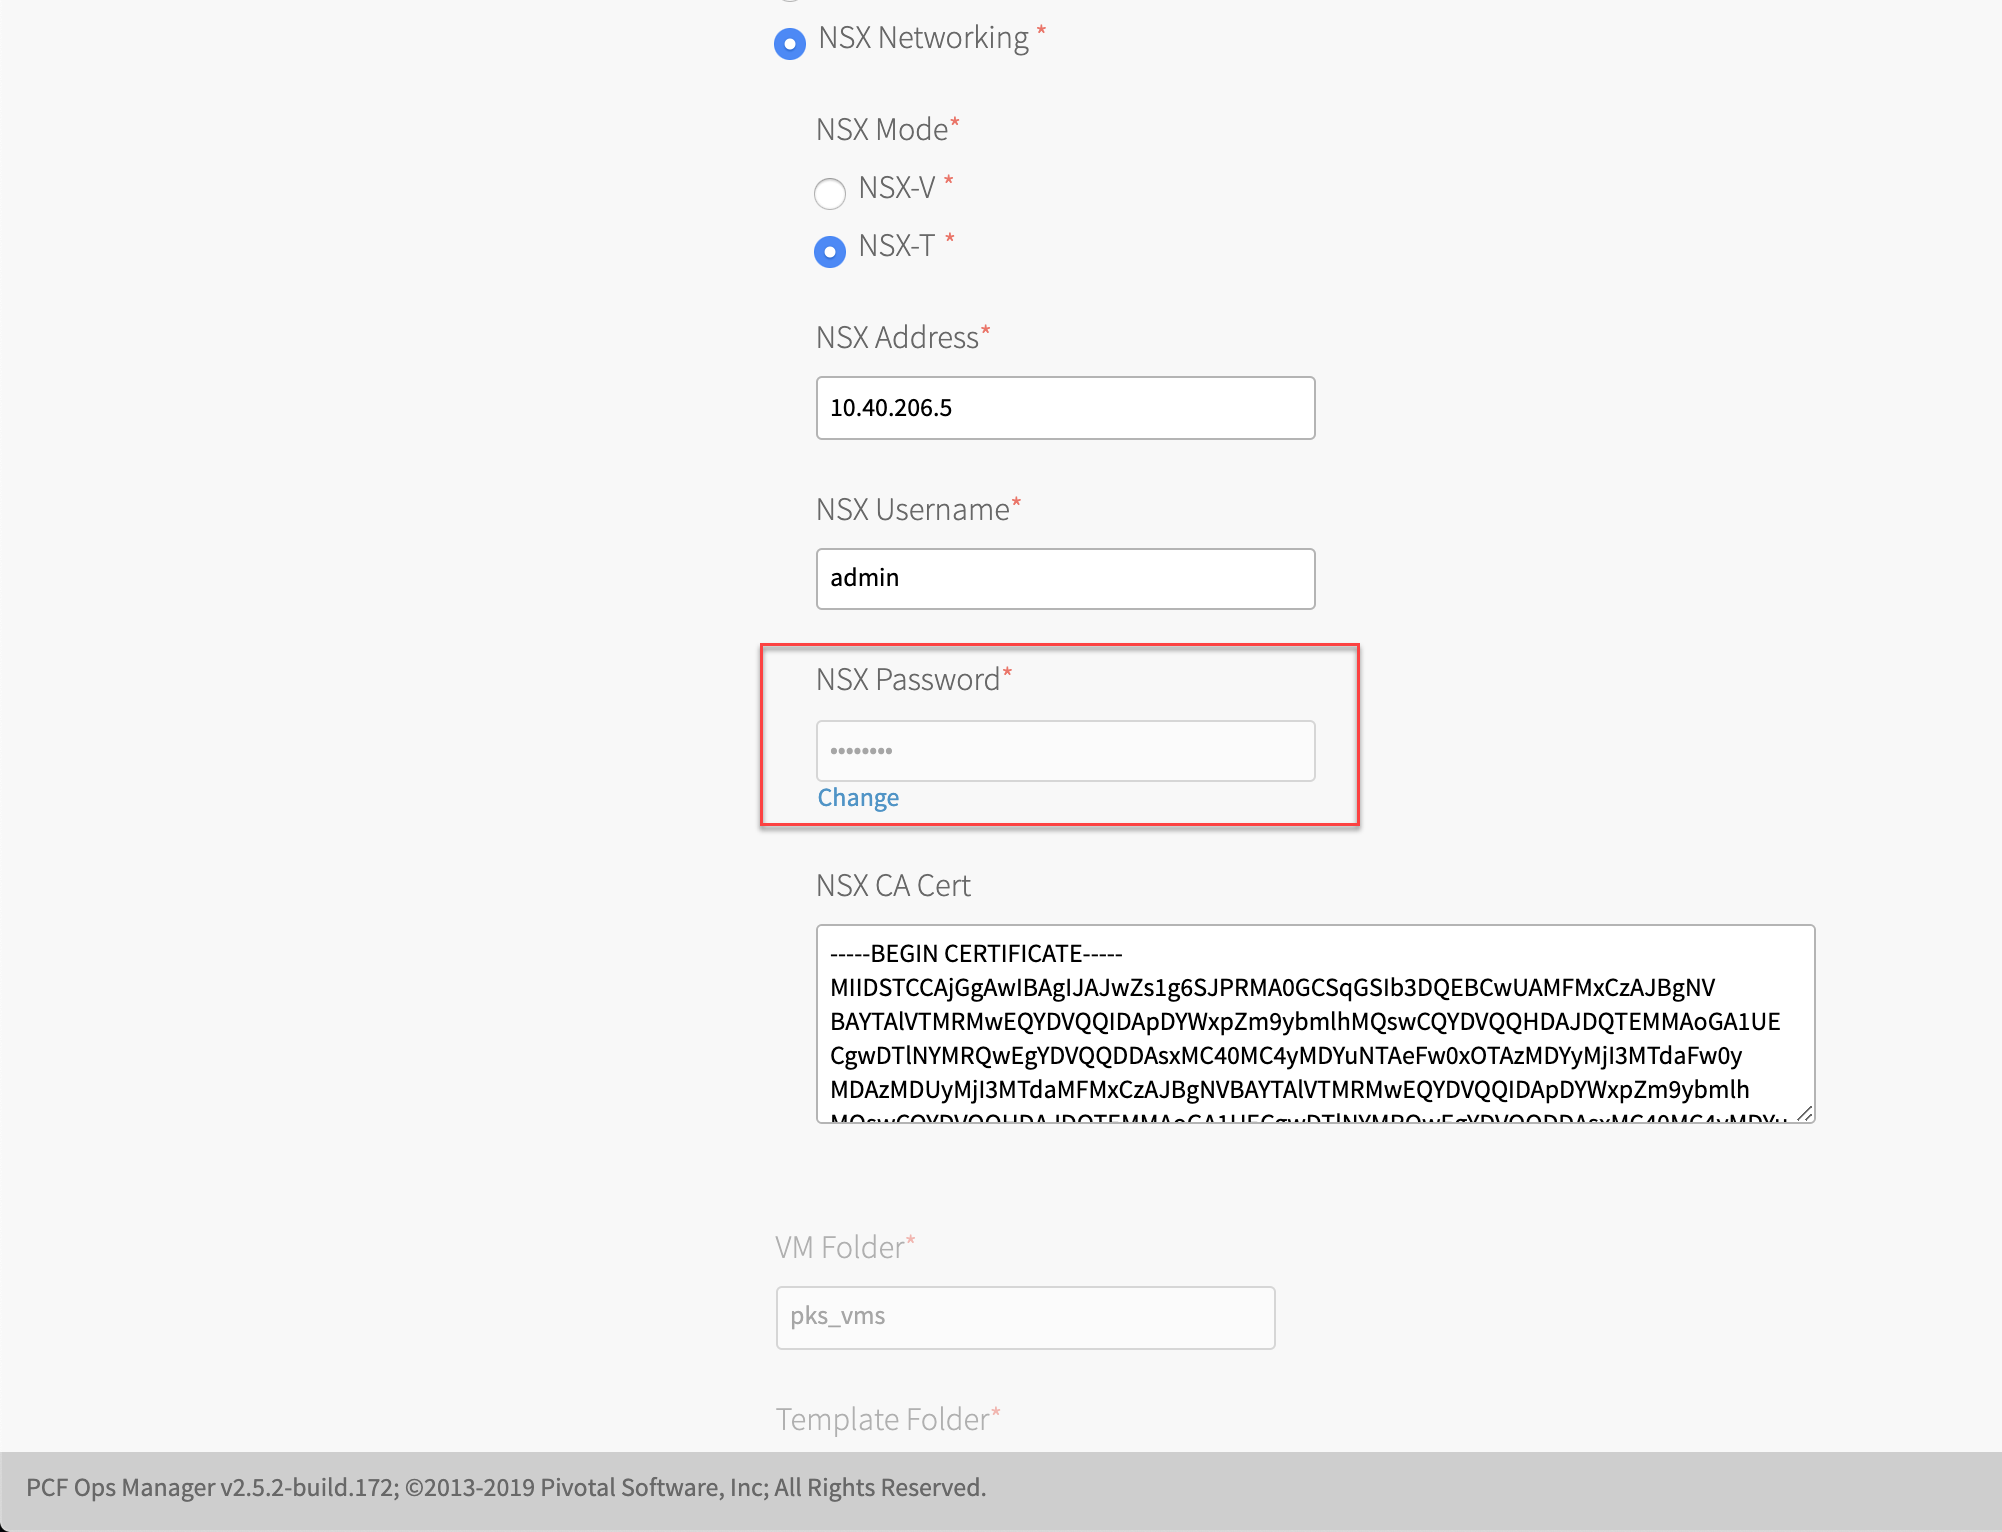 NSX Networking *
NSX Mode*
NSX-V *
NSX-T *
NSX Address*
10.40.206.5
NSX Username*
admin
NSX Password*
••••••••
Change
NSX CA Cert
-----BEGIN CERTIFICATE-----
MIIDSTCCAjGgAwIBAgIJAJwZs1g6SJPRMA0GCSqGSIb3DQEBCwUAMFMxCzAJBgNV
BAYTAlVTMRMwEQYDVQQIDApDYWxpZm9ybmlhMQswCQYDVQQHDAJDQTEMMAoGA1UE
CgwDTlNYMRQwEgYDVQQDDAsxMC40MC4yMDYuNTAeFw0xOTAzMDYyMjI3MTdaFw0y
MDAzMDUyMjI3MTdaMFMxCzAJBgNVBAYTAlVTMRMwEQYDVQQIDApDYWxpZm9ybmlh
MQswCQYDVQQHDAJDQTEMMAoGA1UECgwDTlNYMRQwEgYDVQQDDAsxMC40MC4yMDYu
VM Folder*
pks_vms
Template Folder*
PCF Ops Manager v2.5.2-build.172; ©2013-2019 Pivotal Software, Inc; All Rights Reserved.